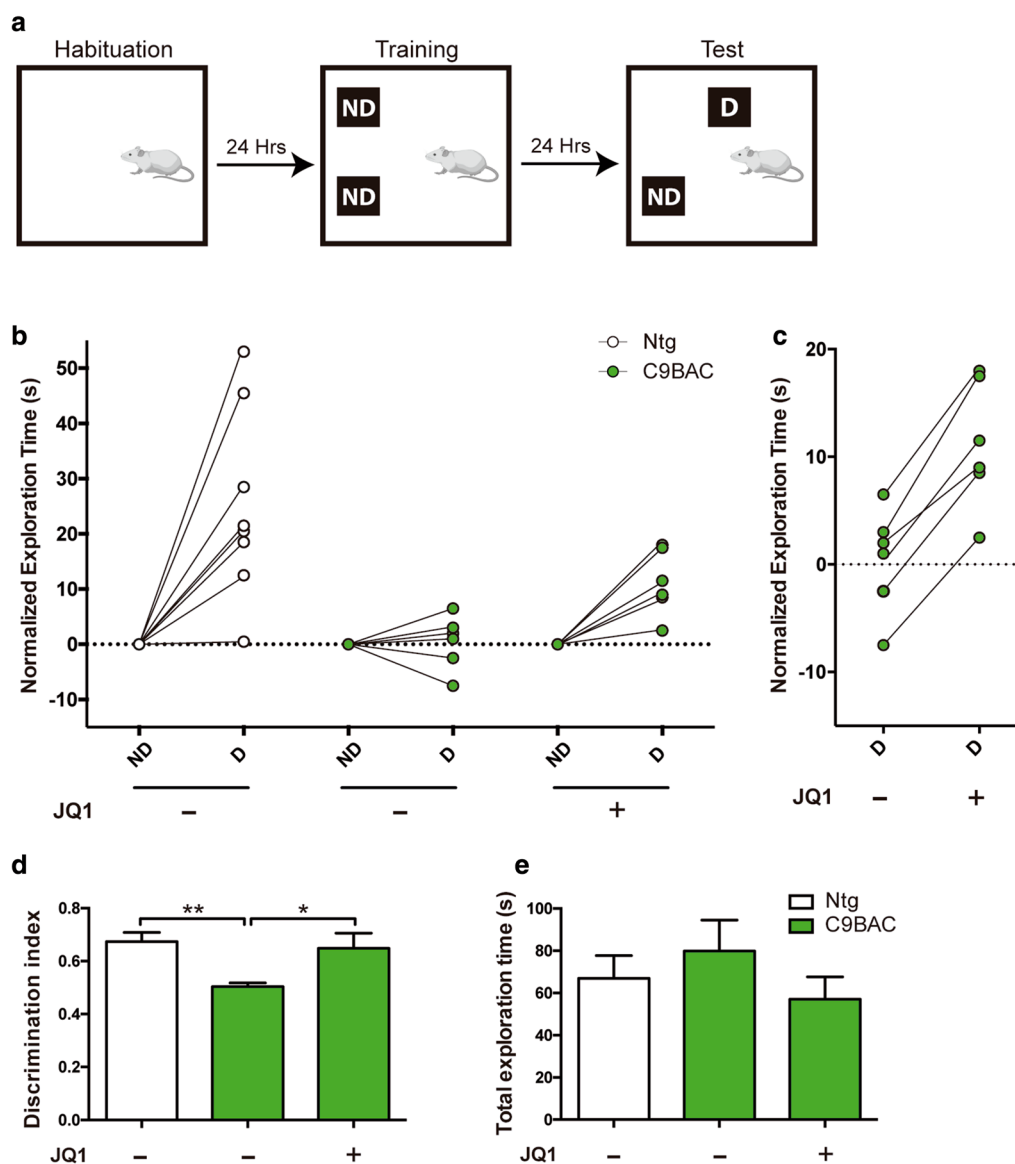 a
Habituation Training Test
24 Hrs 24 Hrs
ND D
ND ND
b c
Ntg
C9BAC
Normalized Exploration Time (s)
50
40
30
20
10
0
-10
ND D ND D ND D
JQ1 – – +
Normalized Exploration Time (s)
20
10
0
-10
D D
JQ1 – +
d
Discrimination index
0.8
0.6
0.4
0.2
0.0
** *
JQ1 – – +
e
Total exploration time (s)
100
80
60
40
20
0
Ntg
C9BAC
JQ1 – – +